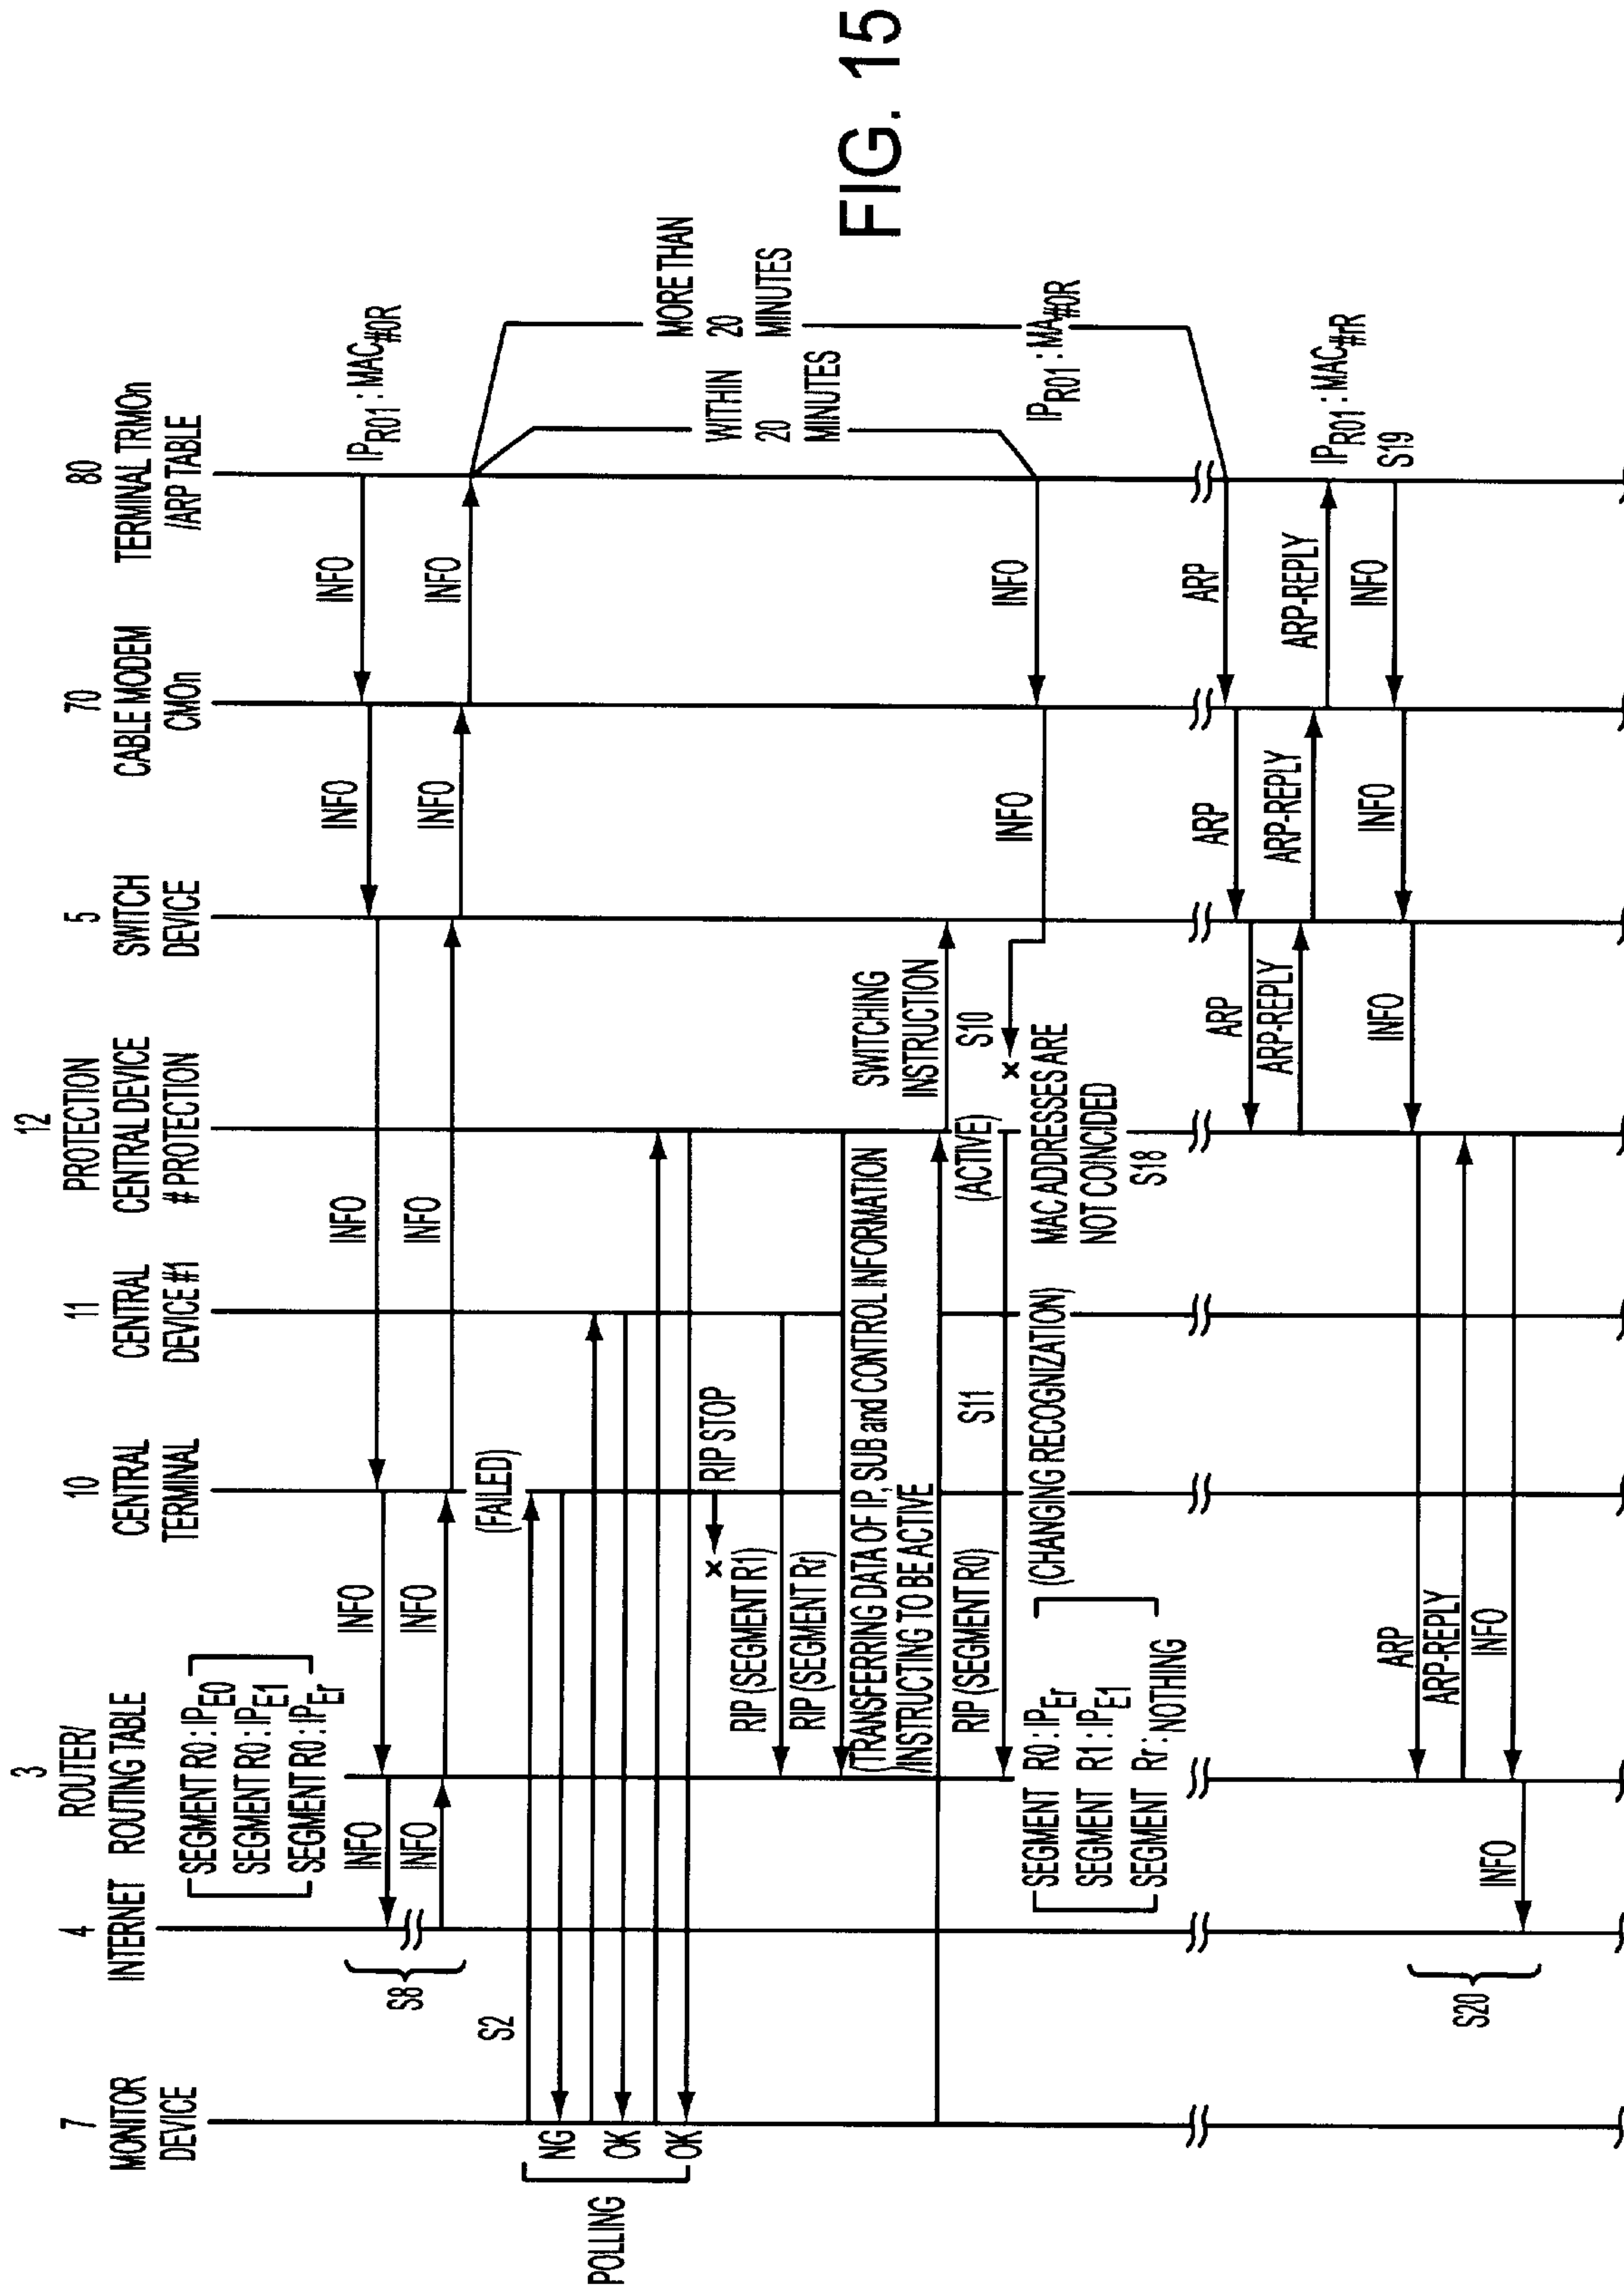 FIG. 15
7
MONITOR
DEVICE
4
INTERNET
3
ROUTER/
ROUTING TABLE
10
CENTRAL
TERMINAL
11
CENTRAL
DEVICE #1
12
PROTECTION
CENTRAL DEVICE
# PROTECTION
5
SWITCH
DEVICE
70
CABLE MODEM
CMOn
80
TERMINAL TRMOn
/ARP TABLE
SEGMENT R0 : IPE0
SEGMENT R0 : IPE1
SEGMENT R0 : IPEr
IPR01 : MAC#0R
S8
INFO
INFO
INFO
INFO
INFO
INFO
INFO
INFO
INFO
INFO
S2
(FAILED)
POLLING
NG
OK
OK
RIP STOP
x
RIP (SEGMENT R1)
RIP (SEGMENT Rr)
WITHIN
20
MINUTES
MORE THAN
20
MINUTES
(TRANSFERRING DATA OF IP, SUB and CONTROL INFORMATION
/INSTRUCTING TO BE ACTIVE
SWITCHING
INSTRUCTION
(ACTIVE)
RIP (SEGMENT R0)
S11
S10
x
INFO
INFO
IPR01 : MA#0R
SEGMENT R0 : IPEr
SEGMENT R1 : IPE1
SEGMENT Rr : NOTHING
(CHANGING RECOGNIZATION)
MAC ADDRESSES ARE
NOT COINCIDED
S18
ARP
ARP
ARP
ARP-REPLY
ARP-REPLY
ARP-REPLY
IPR01 : MAC#rR
S19
INFO
INFO
INFO
S20
ARP
ARP-REPLY
INFO
INFO